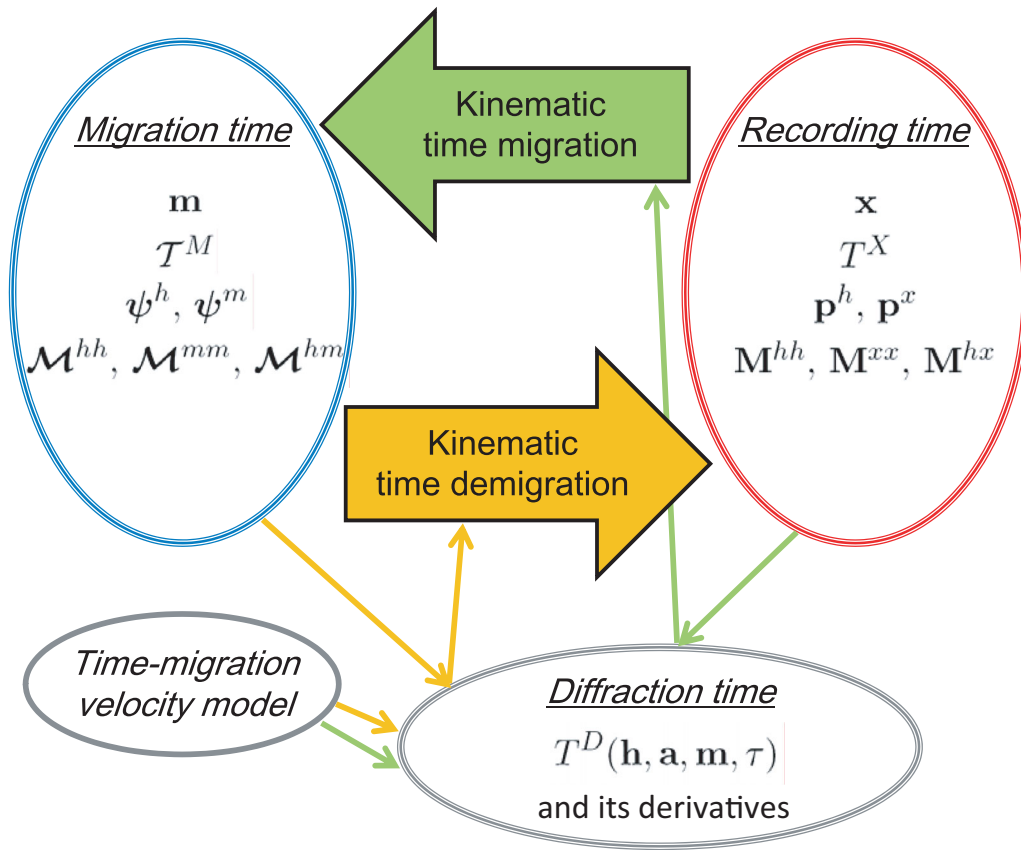 Kinematic
time migration
Migration time
𝐦
𝒯^M
𝛙^h, 𝛙^m
𝓜^{hh}, 𝓜^{mm}, 𝓜^{hm}
Recording time
𝐱
T^X
𝐩^h, 𝐩^x
𝐌^{hh}, 𝐌^{xx}, 𝐌^{hx}
Kinematic
time demigration
Time-migration
velocity model
Diffraction time
T^D(𝐡, 𝐚, 𝐦, τ)
and its derivatives